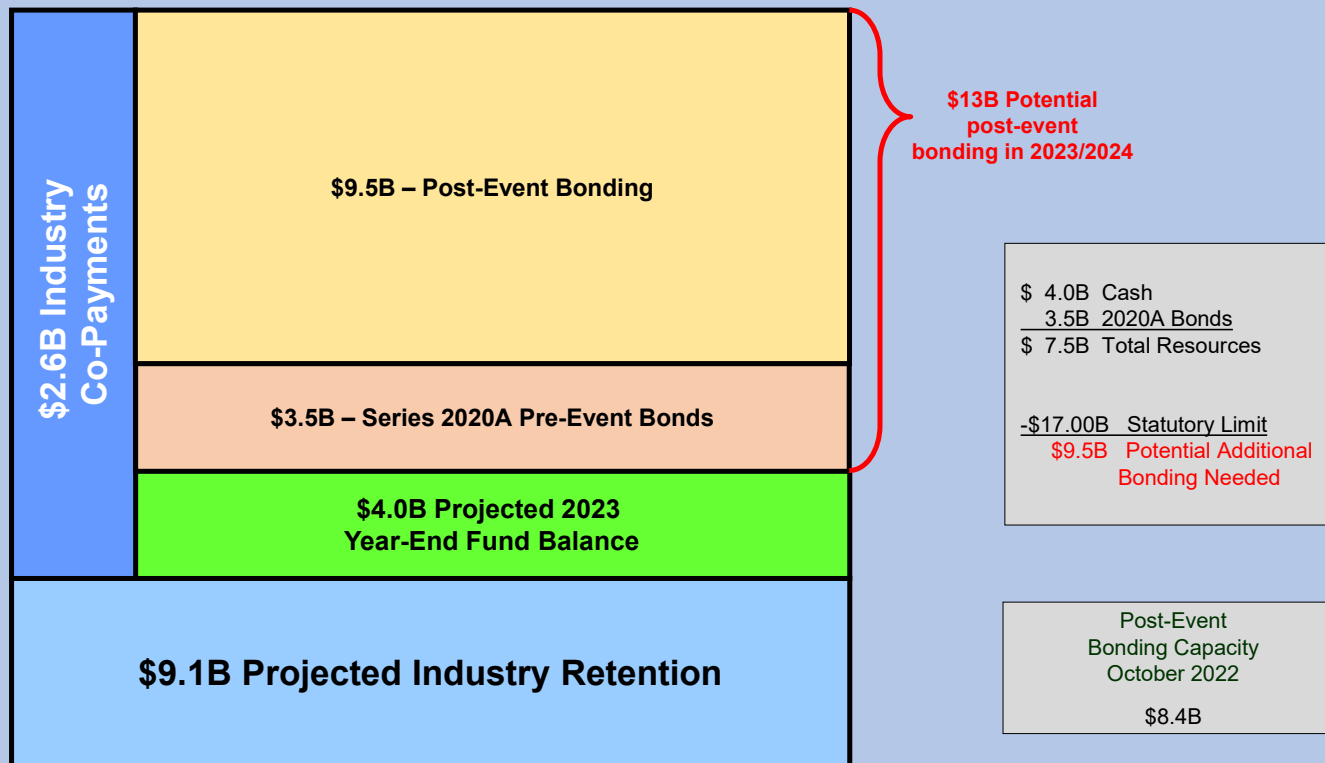 $2.6B Industry
Co-Payments
$9.5B – Post-Event Bonding
$3.5B – Series 2020A Pre-Event Bonds
$4.0B Projected 2023
Year-End Fund Balance
$9.1B Projected Industry Retention
$13B Potential
post-event
bonding in 2023/2024
$ 4.0B Cash
3.5B 2020A Bonds
$ 7.5B Total Resources
-$17.00B Statutory Limit
$9.5B Potential Additional
Bonding Needed
Post-Event
Bonding Capacity
October 2022
$8.4B